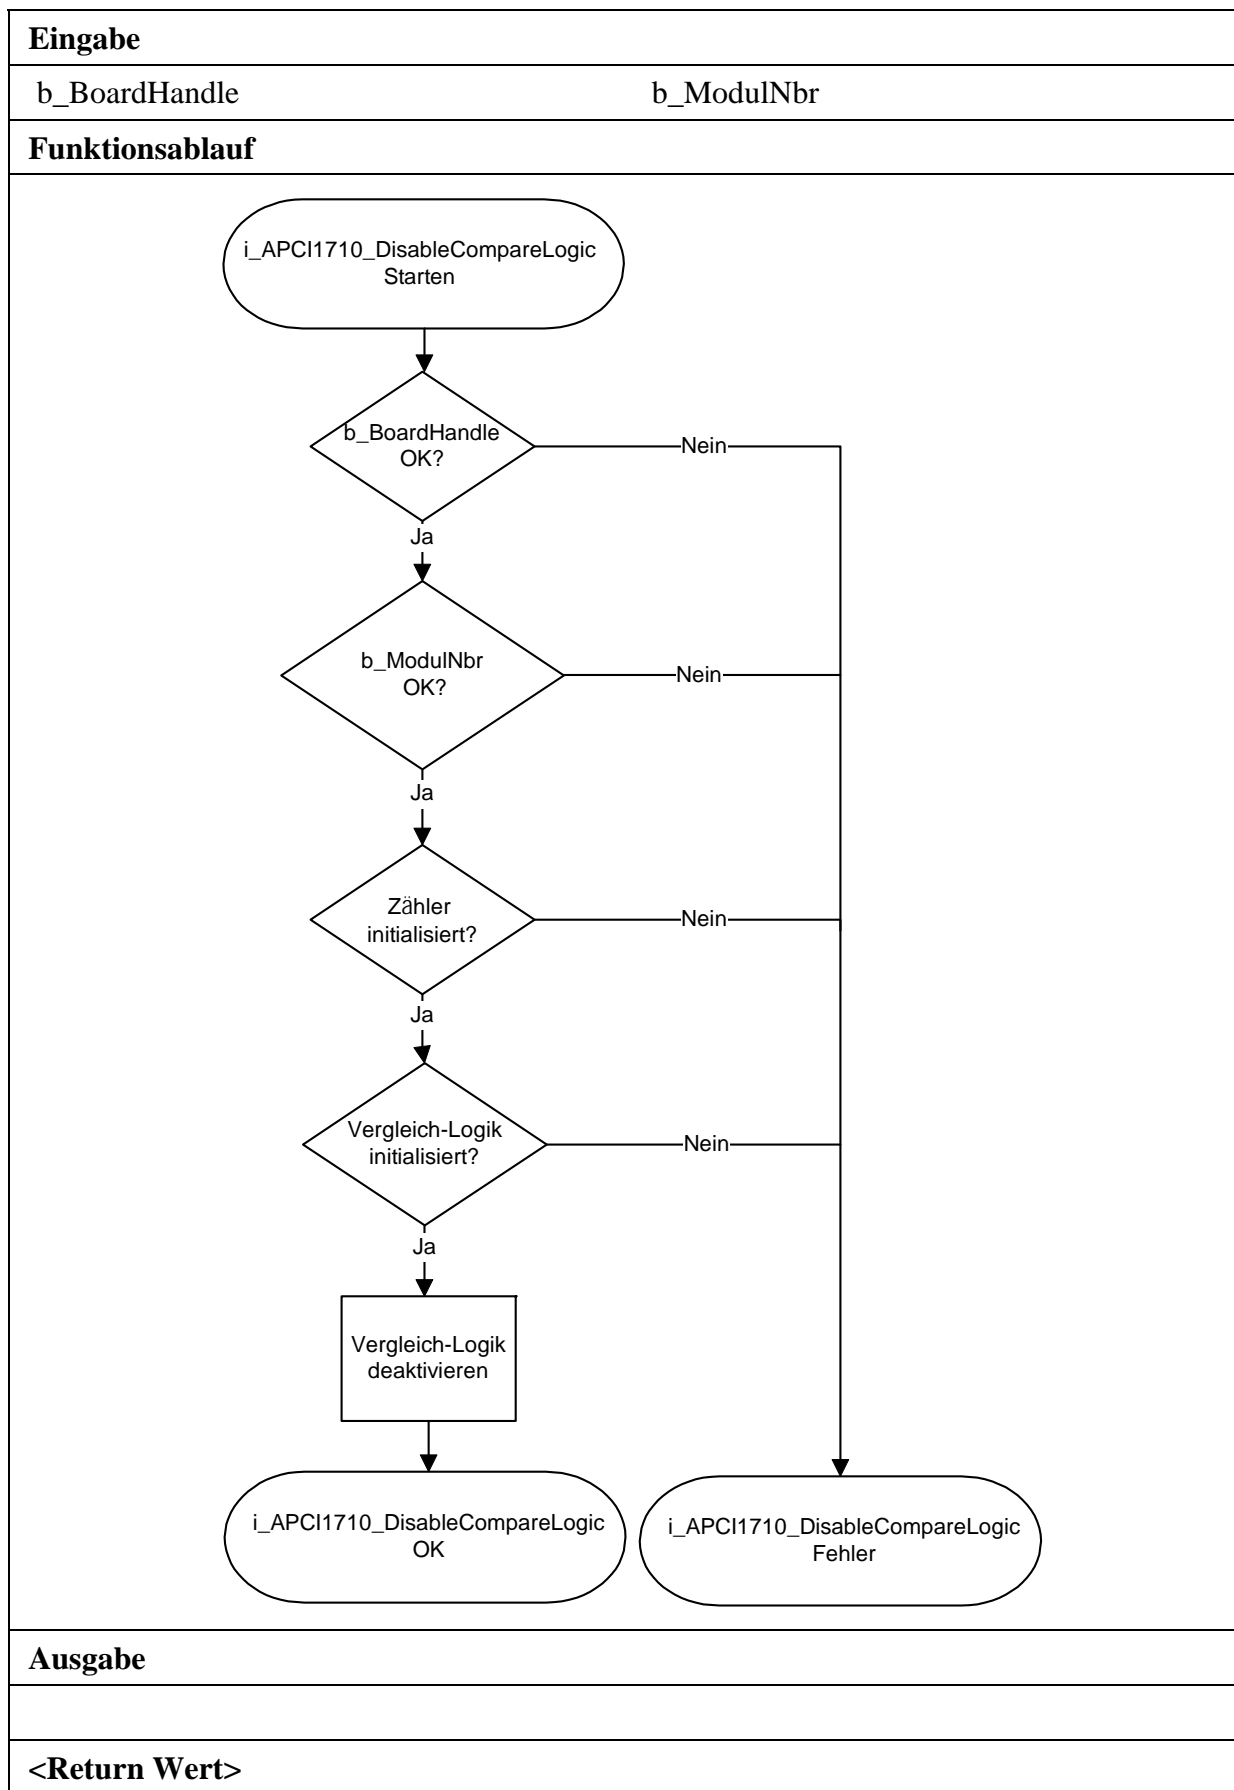 Eingabe
b_BoardHandle b_ModulNbr
Funktionsablauf
i_APCI1710_DisableCompareLogic
Starten
b_BoardHandle
OK?
Nein
Ja
b_ModulNbr
OK?
Nein
Ja
Zähler
initialisiert?
Nein
Ja
Vergleich-Logik
initialisiert?
Nein
Ja
Vergleich-Logik
deaktivieren
i_APCI1710_DisableCompareLogic
OK
i_APCI1710_DisableCompareLogic
Fehler
Ausgabe
<Return Wert>